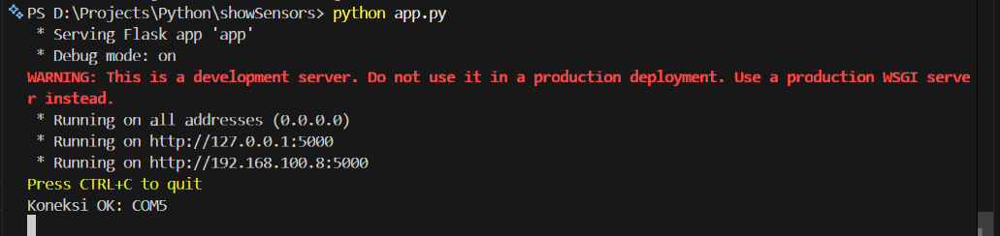 PS D:\Projects\Python\showSensors> python app.py
* Serving Flask app 'app'
* Debug mode: on
WARNING: This is a development server. Do not use it in a production deployment. Use a production WSGI serve
r instead.
* Running on all addresses (0.0.0.0)
* Running on http://127.0.0.1:5000
* Running on http://192.168.100.8:5000
Press CTRL+C to quit
Koneksi OK: COM5